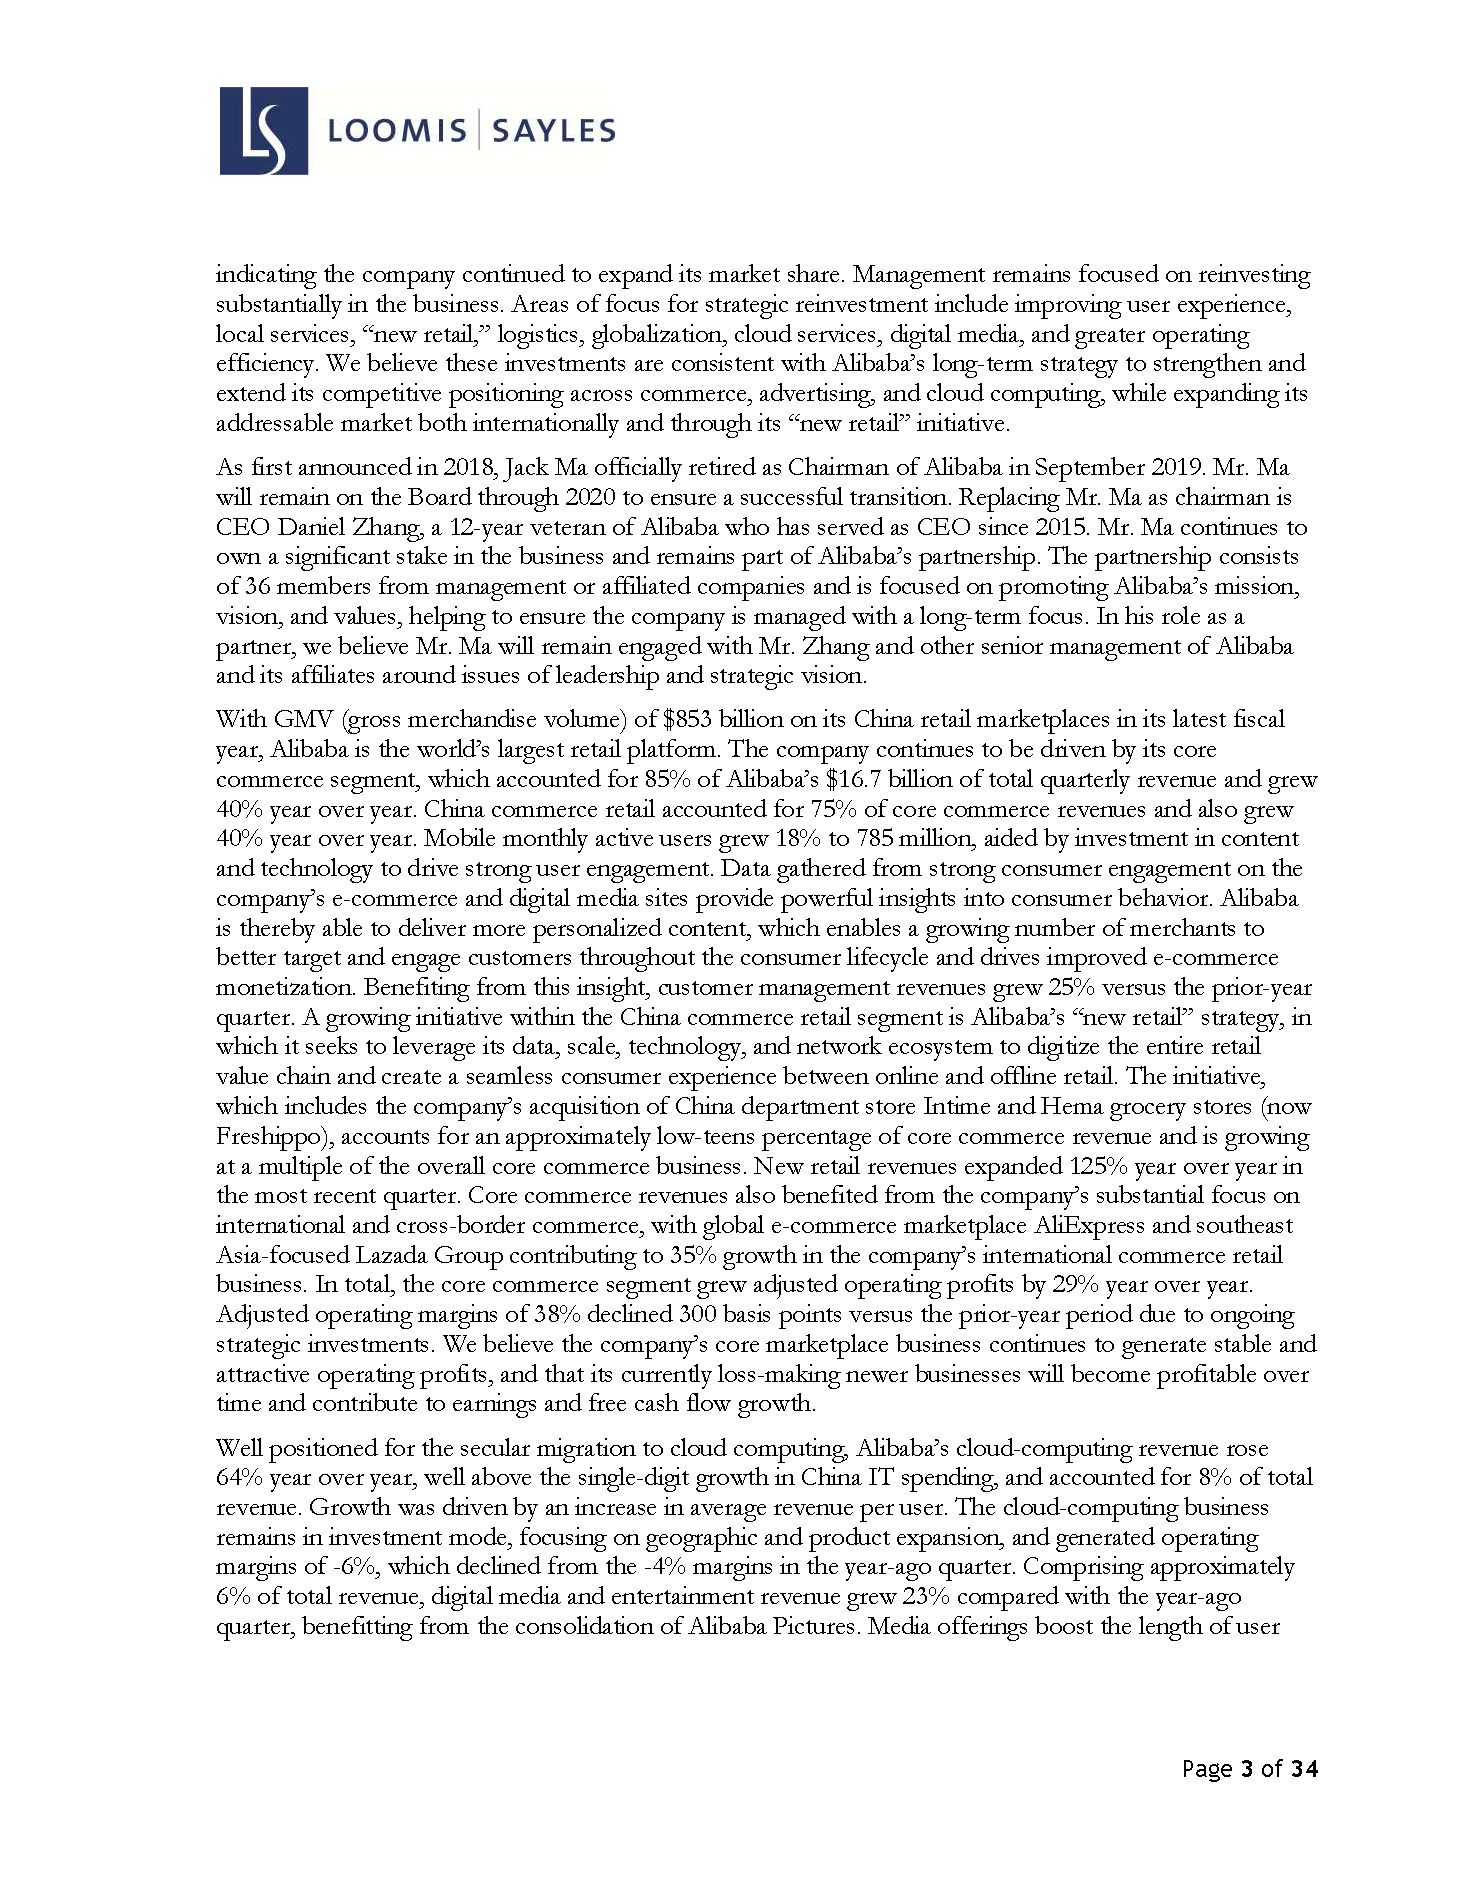 LS LOOMIS | SAYLES
indicating the company continued to expand its market share. Management remains focused on reinvesting
substantially in the business. Areas of focus for strategic reinvestment include improving user experience,
local services, “new retail,” logistics, globalization, cloud services, digital media, and greater operating
efficiency. We believe these investments are consistent with Alibaba’s long-term strategy to strengthen and
extend its competitive positioning across commerce, advertising, and cloud computing, while expanding its
addressable market both internationally and through its “new retail” initiative.
As first announced in 2018, Jack Ma officially retired as Chairman of Alibaba in September 2019. Mr. Ma
will remain on the Board through 2020 to ensure a successful transition. Replacing Mr. Ma as chairman is
CEO Daniel Zhang, a 12-year veteran of Alibaba who has served as CEO since 2015. Mr. Ma continues to
own a significant stake in the business and remains part of Alibaba’s partnership. The partnership consists
of 36 members from management or affiliated companies and is focused on promoting Alibaba’s mission,
vision, and values, helping to ensure the company is managed with a long-term focus. In his role as a
partner, we believe Mr. Ma will remain engaged with Mr. Zhang and other senior management of Alibaba
and its affiliates around issues of leadership and strategic vision.
With GMV (gross merchandise volume) of $853 billion on its China retail marketplaces in its latest fiscal
year, Alibaba is the world’s largest retail platform. The company continues to be driven by its core
commerce segment, which accounted for 85% of Alibaba’s $16.7 billion of total quarterly revenue and grew
40% year over year. China commerce retail accounted for 75% of core commerce revenues and also grew
40% year over year. Mobile monthly active users grew 18% to 785 million, aided by investment in content
and technology to drive strong user engagement. Data gathered from strong consumer engagement on the
company’s e-commerce and digital media sites provide powerful insights into consumer behavior. Alibaba
is thereby able to deliver more personalized content, which enables a growing number of merchants to
better target and engage customers throughout the consumer lifecycle and drives improved e-commerce
monetization. Benefiting from this insight, customer management revenues grew 25% versus the prior-year
quarter. A growing initiative within the China commerce retail segment is Alibaba’s “new retail” strategy, in
which it seeks to leverage its data, scale, technology, and network ecosystem to digitize the entire retail
value chain and create a seamless consumer experience between online and offline retail. The initiative,
which includes the company’s acquisition of China department store Intime and Hema grocery stores (now
Freshippo), accounts for an approximately low-teens percentage of core commerce revenue and is growing
at a multiple of the overall core commerce business. New retail revenues expanded 125% year over year in
the most recent quarter. Core commerce revenues also benefited from the company’s substantial focus on
international and cross-border commerce, with global e-commerce marketplace AliExpress and southeast
Asia-focused Lazada Group contributing to 35% growth in the company’s international commerce retail
business. In total, the core commerce segment grew adjusted operating profits by 29% year over year.
Adjusted operating margins of 38% declined 300 basis points versus the prior-year period due to ongoing
strategic investments. We believe the company’s core marketplace business continues to generate stable and
attractive operating profits, and that its currently loss-making newer businesses will become profitable over
time and contribute to earnings and free cash flow growth.
Well positioned for the secular migration to cloud computing, Alibaba’s cloud-computing revenue rose
64% year over year, well above the single-digit growth in China IT spending, and accounted for 8% of total
revenue. Growth was driven by an increase in average revenue per user. The cloud-computing business
remains in investment mode, focusing on geographic and product expansion, and generated operating
margins of -6%, which declined from the -4% margins in the year-ago quarter. Comprising approximately
6% of total revenue, digital media and entertainment revenue grew 23% compared with the year-ago
quarter, benefitting from the consolidation of Alibaba Pictures. Media offerings boost the length of user
Page 3 of 34